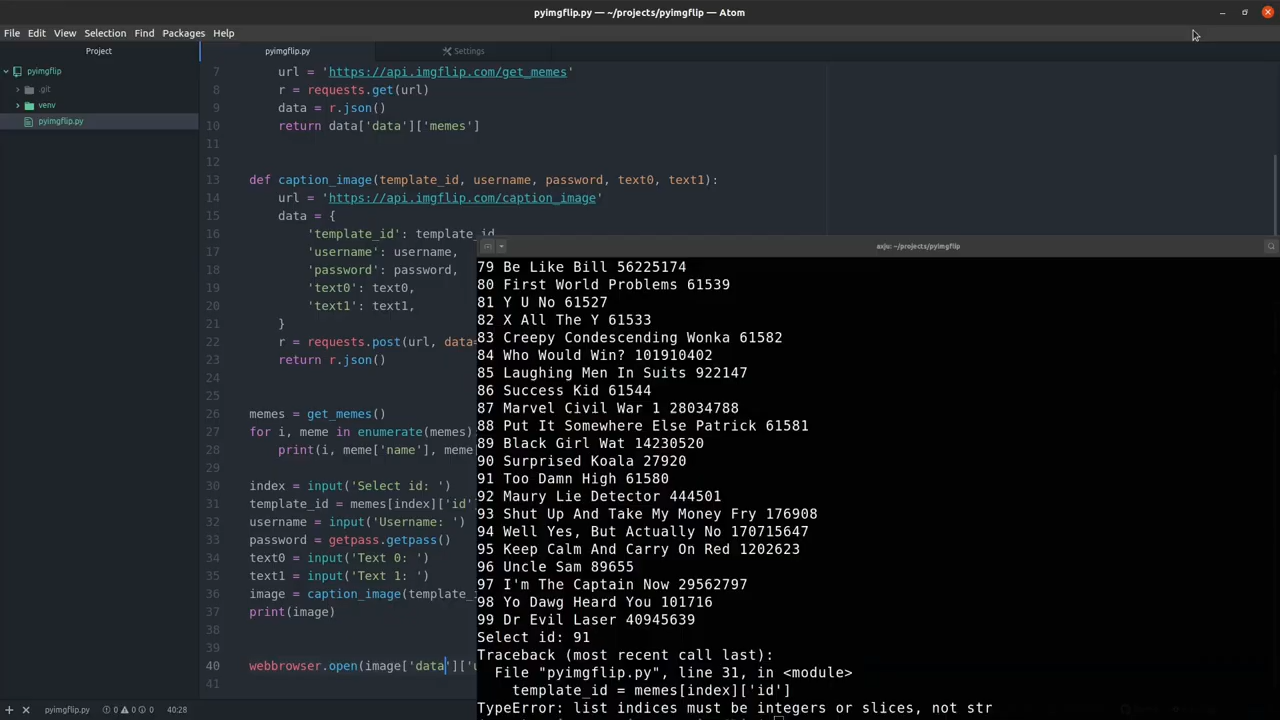 pyimgflip.py — ~/projects/pyimgflip — Atom
File Edit View Selection Find Packages Help
Project
pyimgflip.py
Settings
pyimgflip
.git
venv
pyimgflip.py
7 url = 'https://api.imgflip.com/get_memes'
8 r = requests.get(url)
9 data = r.json()
10 return data['data']['memes']
11
12
13 def caption_image(template_id, username, password, text0, text1):
14 url = 'https://api.imgflip.com/caption_image'
15 data = {
16 'template_id': template_id,
17 'username': username,
18 'password': password,
19 'text0': text0,
20 'text1': text1,
21 }
22 r = requests.post(url, data=
23 return r.json()
24
25
26 memes = get_memes()
27 for i, meme in enumerate(memes)
28 print(i, meme['name'], meme
29
30 index = input('Select id: ')
31 template_id = memes[index]['id'
32 username = input('Username: ')
33 password = getpass.getpass()
34 text0 = input('Text 0: ')
35 text1 = input('Text 1: ')
36 image = caption_image(template_i
37 print(image)
38
39
40 webbrowser.open(image['data']['u
41
axju: ~/projects/pyimgflip
79 Be Like Bill 56225174
80 First World Problems 61539
81 Y U No 61527
82 X All The Y 61533
83 Creepy Condescending Wonka 61582
84 Who Would Win? 101910402
85 Laughing Men In Suits 922147
86 Success Kid 61544
87 Marvel Civil War 1 28034788
88 Put It Somewhere Else Patrick 61581
89 Black Girl Wat 14230520
90 Surprised Koala 27920
91 Too Damn High 61580
92 Maury Lie Detector 444501
93 Shut Up And Take My Money Fry 176908
94 Well Yes, But Actually No 170715647
95 Keep Calm And Carry On Red 1202623
96 Uncle Sam 89655
97 I'm The Captain Now 29562797
98 Yo Dawg Heard You 101716
99 Dr Evil Laser 40945639
Select id: 91
Traceback (most recent call last):
File "pyimgflip.py", line 31, in <module>
template_id = memes[index]['id']
TypeError: list indices must be integers or slices, not str
pyimgflip.py 0 0 0 40:28